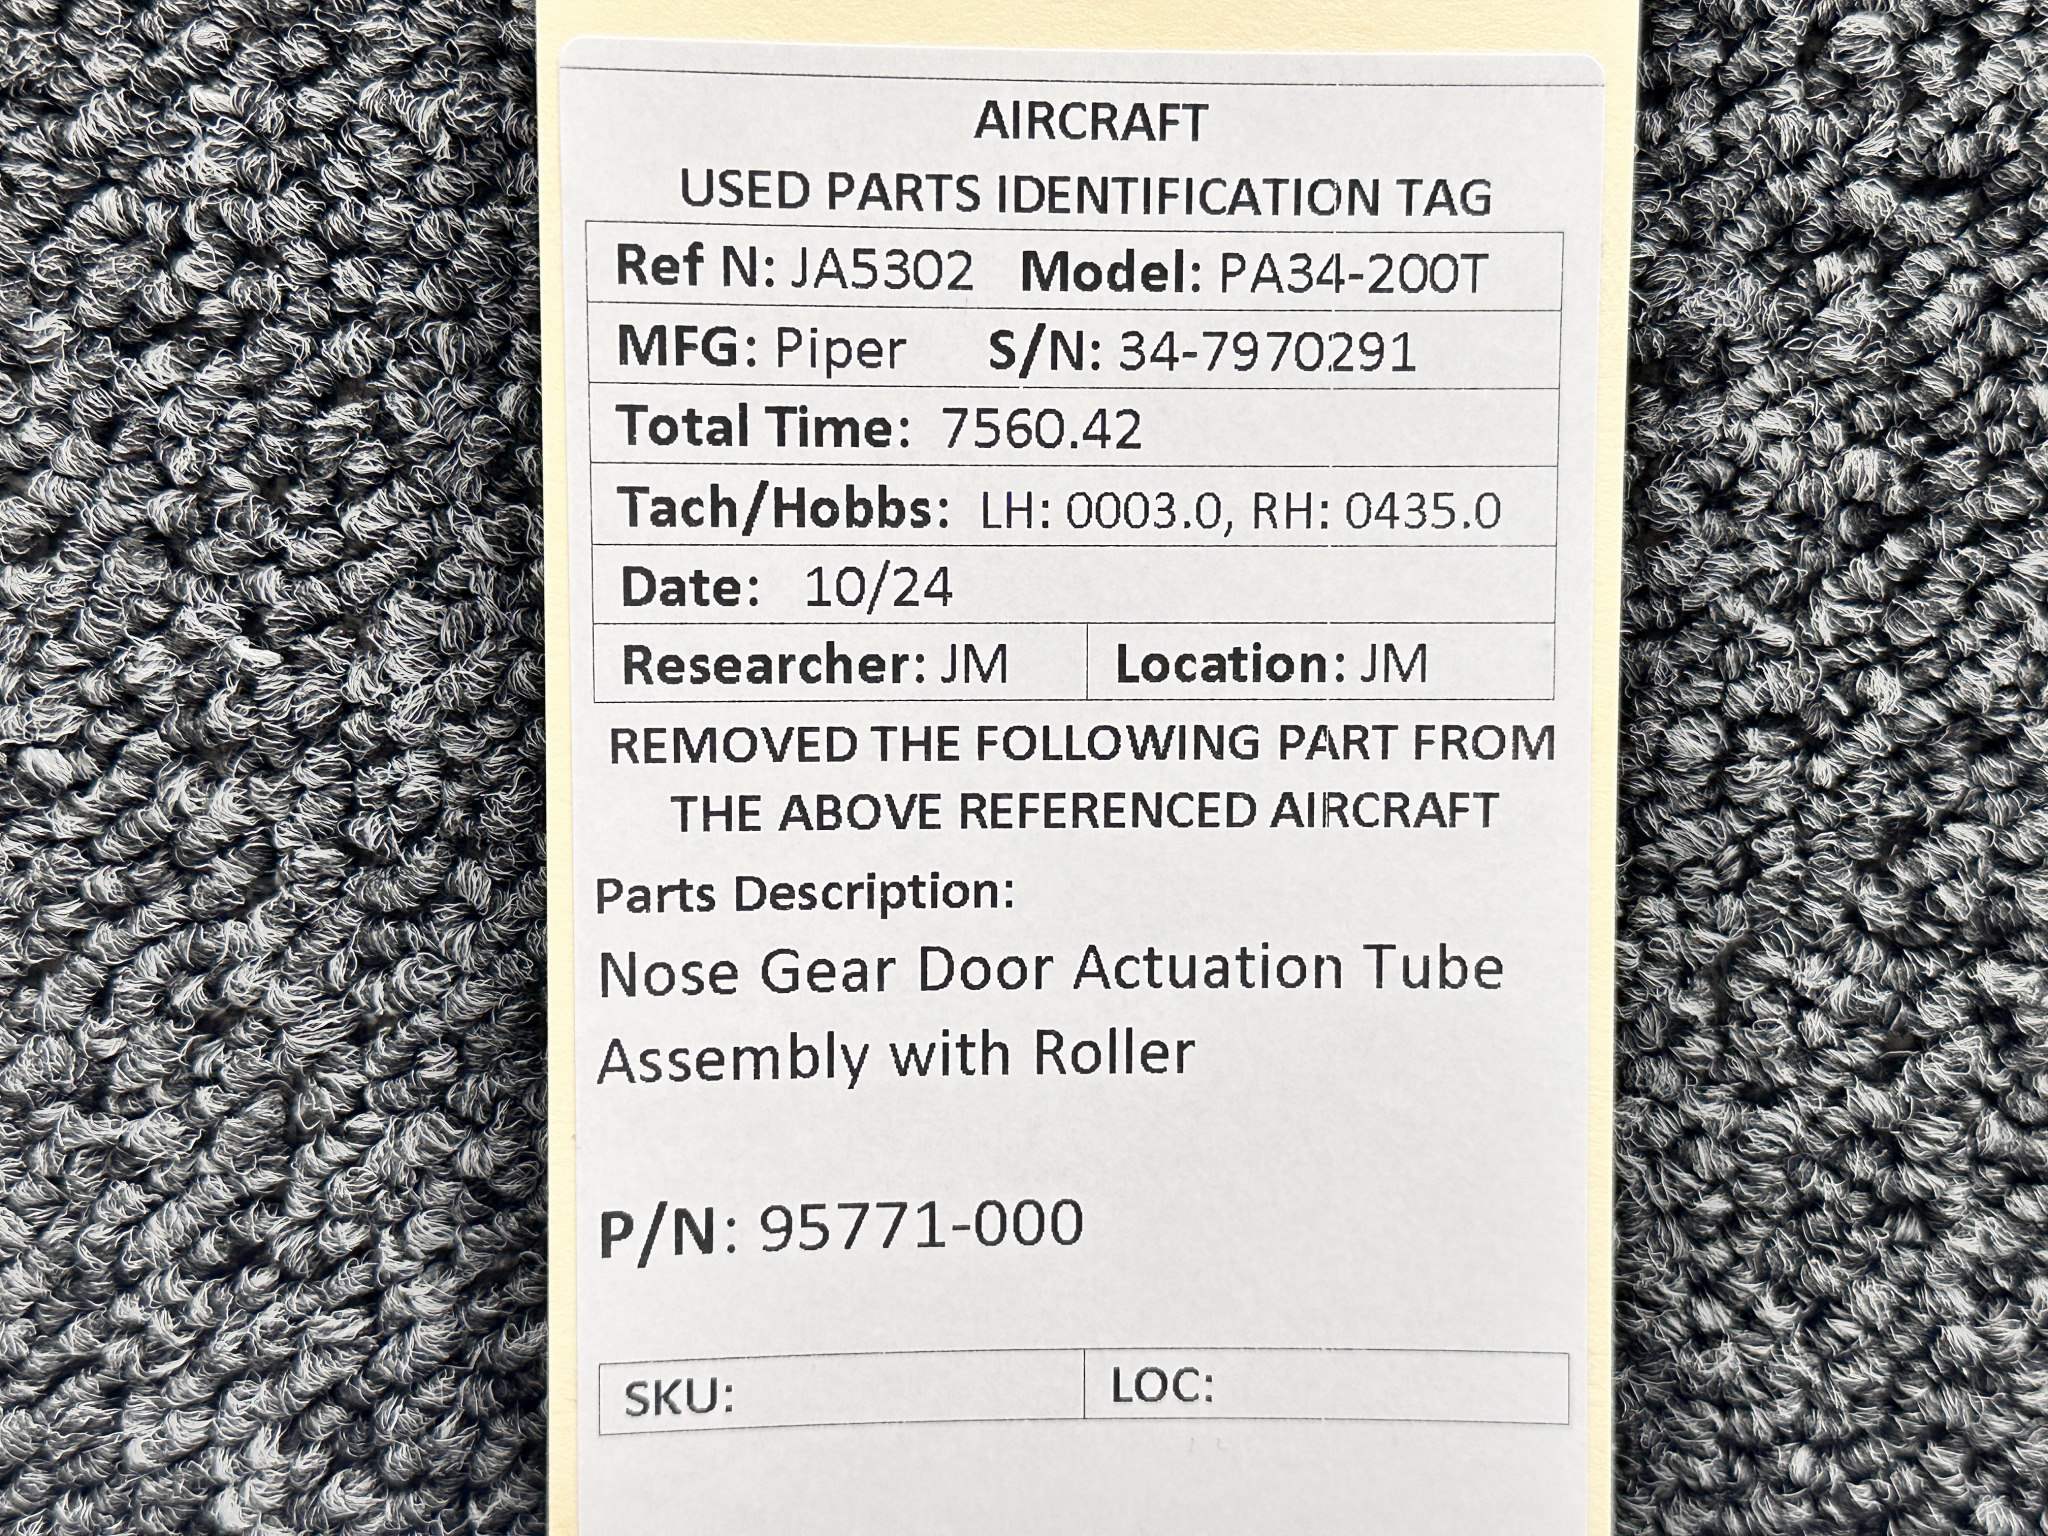 AIRCRAFT
USED PARTS IDENTIFICATION TAG
Ref N: JA5302 Model: PA34-200T
MFG: Piper S/N: 34-7970291
Total Time: 7560.42
Tach/Hobbs: LH: 0003.0, RH: 0435.0
Date: 10/24
Researcher: JM Location: JM
REMOVED THE FOLLOWING PART FROM
THE ABOVE REFERENCED AIRCRAFT
Parts Description:
Nose Gear Door Actuation Tube
Assembly with Roller
P/N: 95771-000
SKU: LOC: